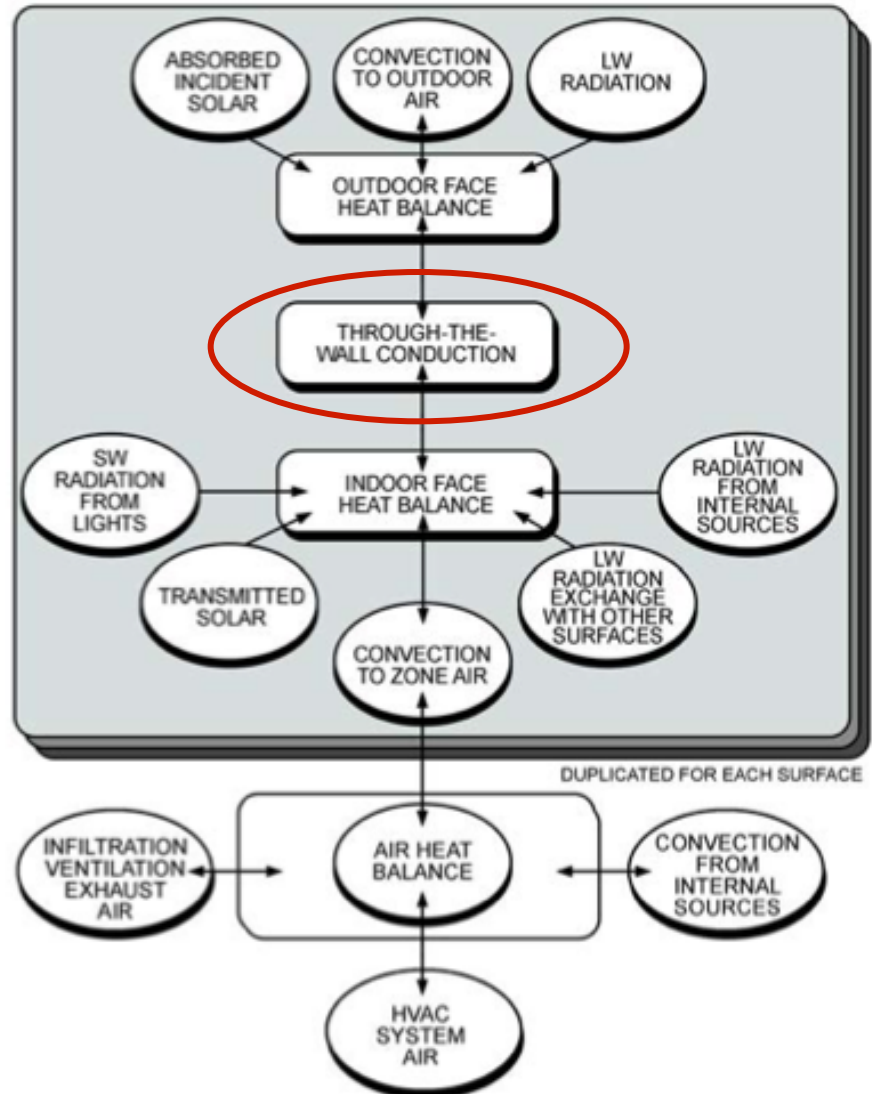 ABSORBED
INCIDENT
SOLAR
CONVECTION
TO OUTDOOR
AIR
LW
RADIATION
OUTDOOR FACE
HEAT BALANCE
THROUGH-THE-
WALL CONDUCTION
SW
RADIATION
FROM
LIGHTS
INDOOR FACE
HEAT BALANCE
LW
RADIATION
FROM
INTERNAL
SOURCES
TRANSMITTED
SOLAR
LW
RADIATION
EXCHANGE
WITH OTHER
SURFACES
CONVECTION
TO ZONE AIR
DUPLICATED FOR EACH SURFACE
INFILTRATION
VENTILATION
EXHAUST
AIR
AIR HEAT
BALANCE
CONVECTION
FROM
INTERNAL
SOURCES
HVAC
SYSTEM
AIR